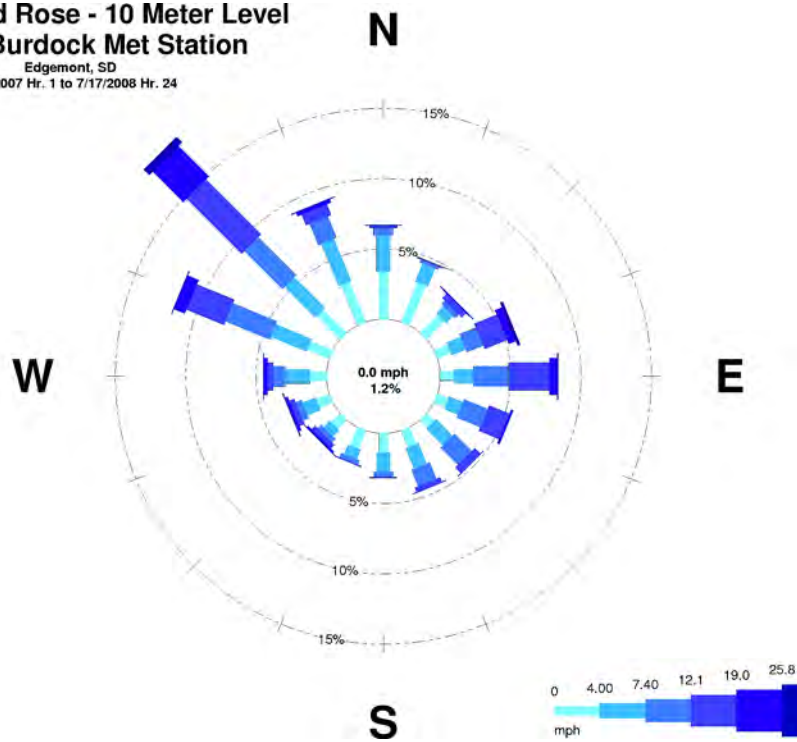 d Rose - 10 Meter Level
Burdock Met Station
Edgemont, SD
007 Hr. 1 to 7/17/2008 Hr. 24
N
15%
10%
5%
W
0.0 mph
1.2%
E
5%
10%
15%
S
0 4.00 7.40 12.1 19.0 25.8
mph